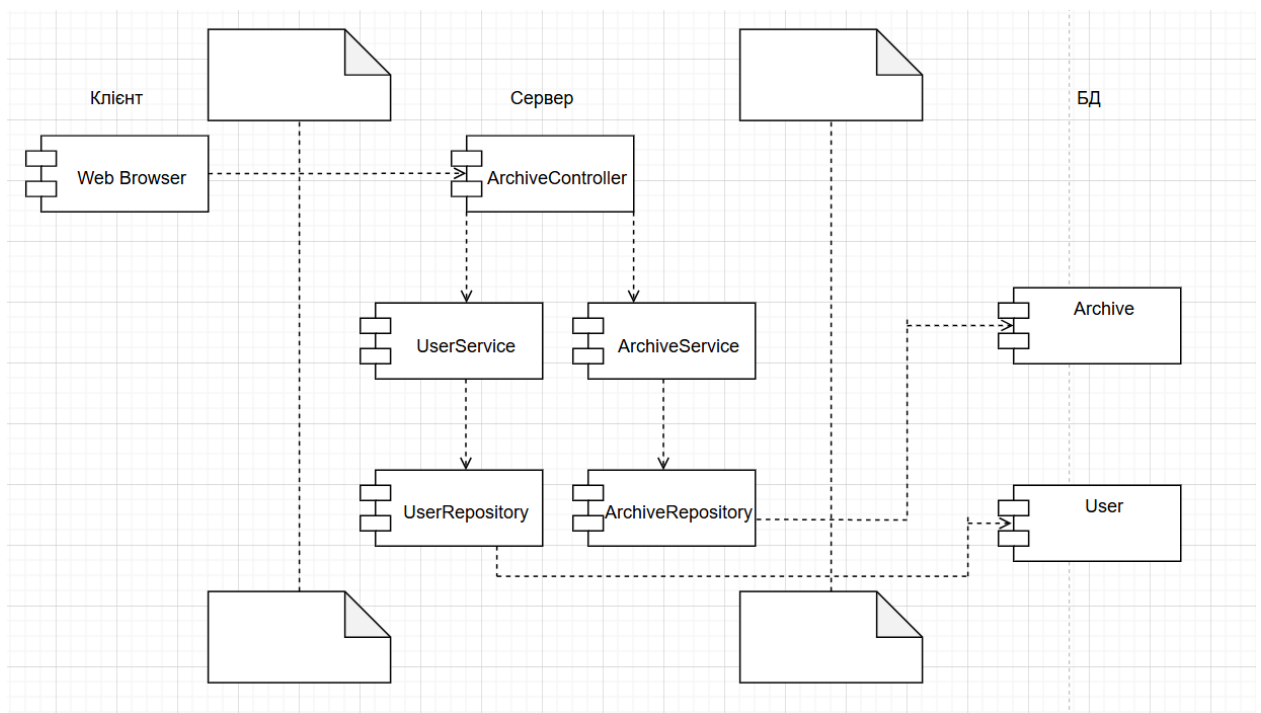 Клієнт
Сервер
БД
Web Browser
ArchiveController
Archive
UserService
ArchiveService
User
UserRepository
ArchiveRepository